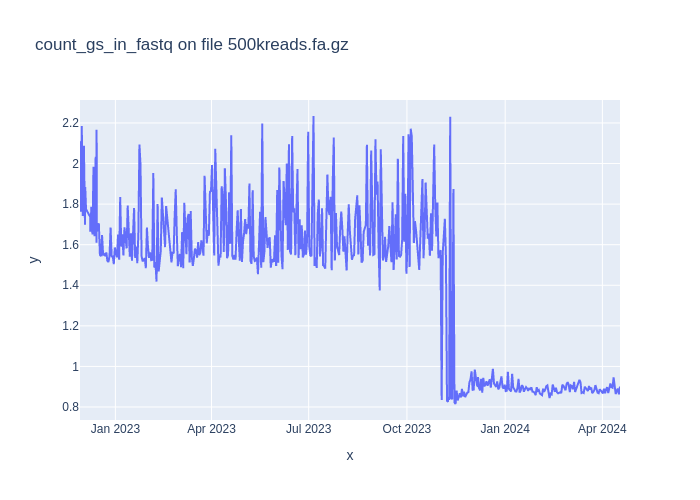 count_gs_in_fastq on file 500kreads.fa.gz
2.2
2
1.8
1.6
1.4
1.2
1
0.8
y
Jan 2023
Apr 2023
Jul 2023
Oct 2023
Jan 2024
Apr 2024
x